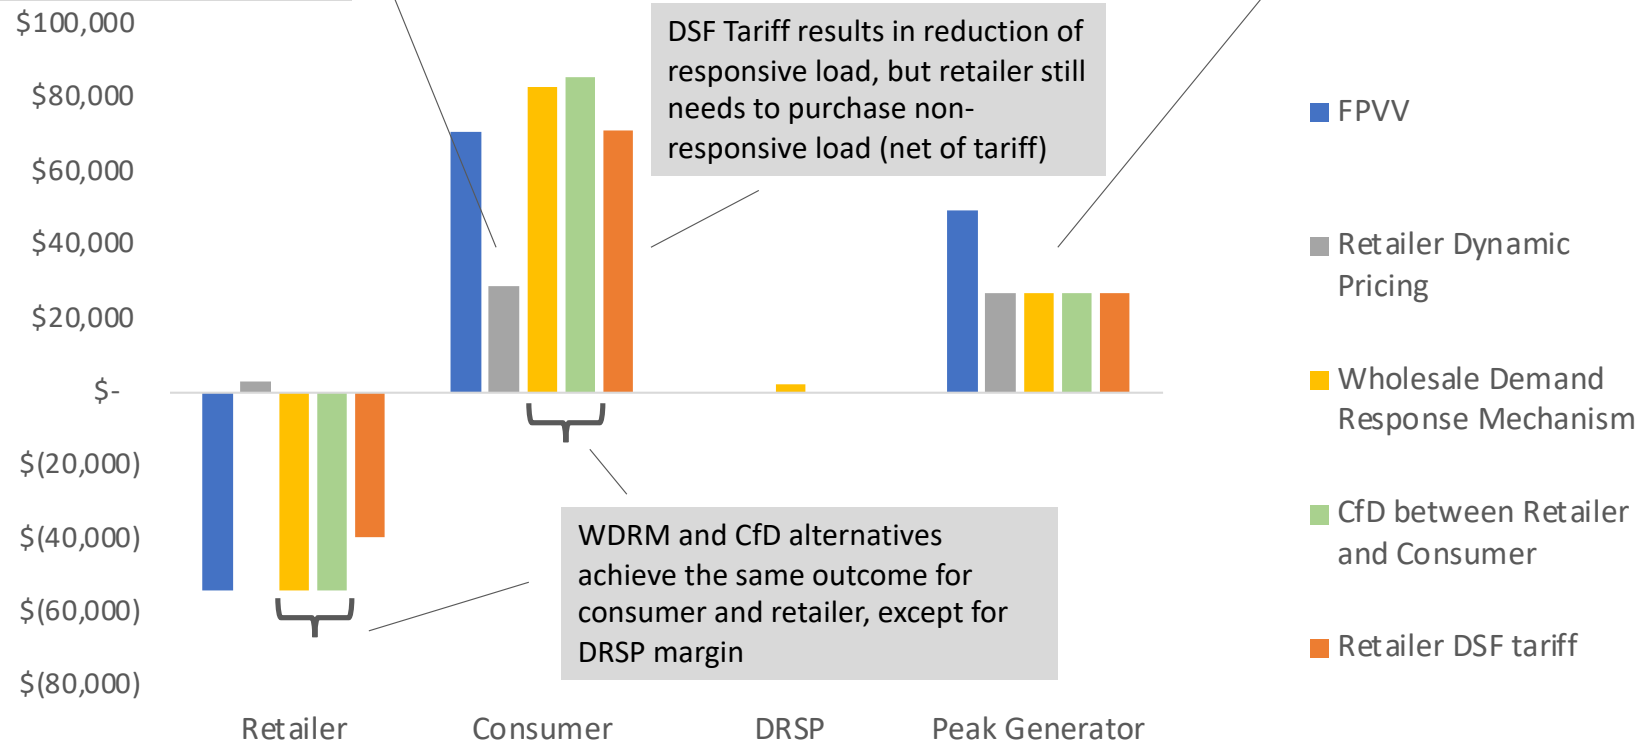 $100,000
$80,000
$60,000
$40,000
$20,000
$-
$(20,000)
$(40,000)
$(60,000)
$(80,000)
DSF Tariff results in reduction of
responsive load, but retailer still
needs to purchase non-
responsive load (net of tariff)
WDRM and CfD alternatives
achieve the same outcome for
consumer and retailer, except for
DRSP margin
Retailer
Consumer
DRSP
Peak Generator
FPVV
Retailer Dynamic
Pricing
Wholesale Demand
Response Mechanism
CfD between Retailer
and Consumer
Retailer DSF tariff